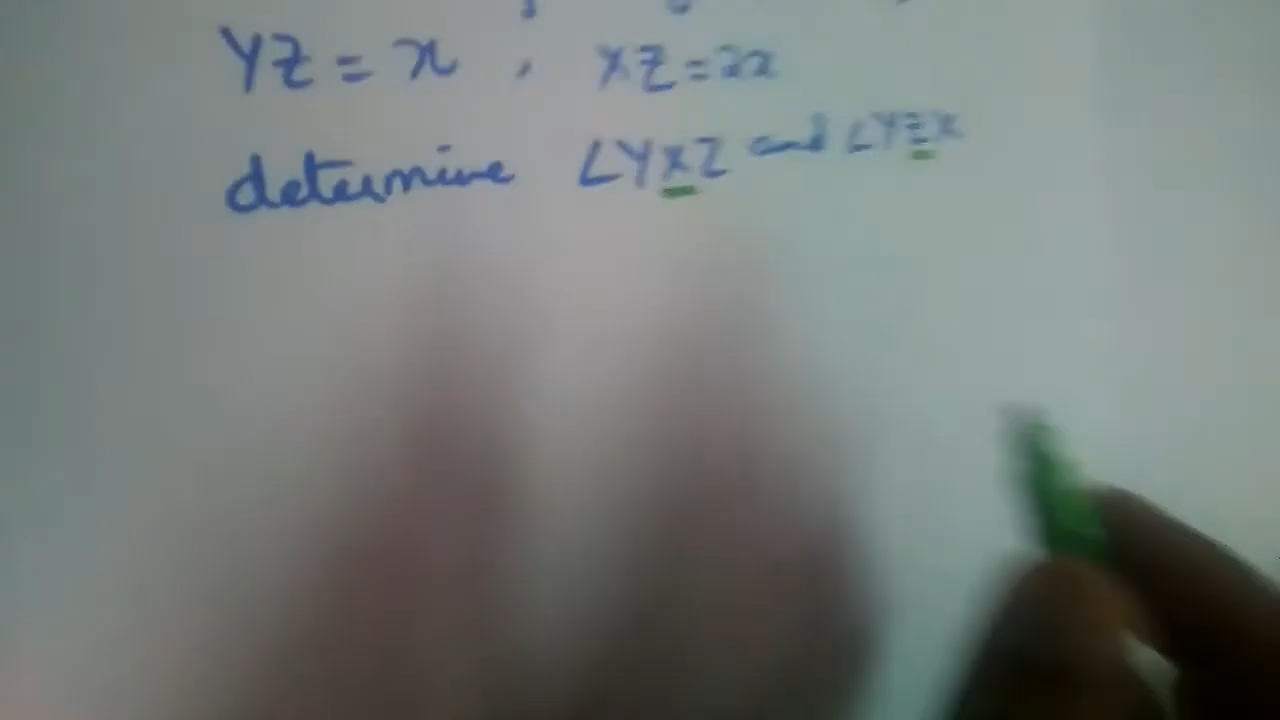 YZ = x , XZ = 2x
determine ∠YXZ and ∠YZX